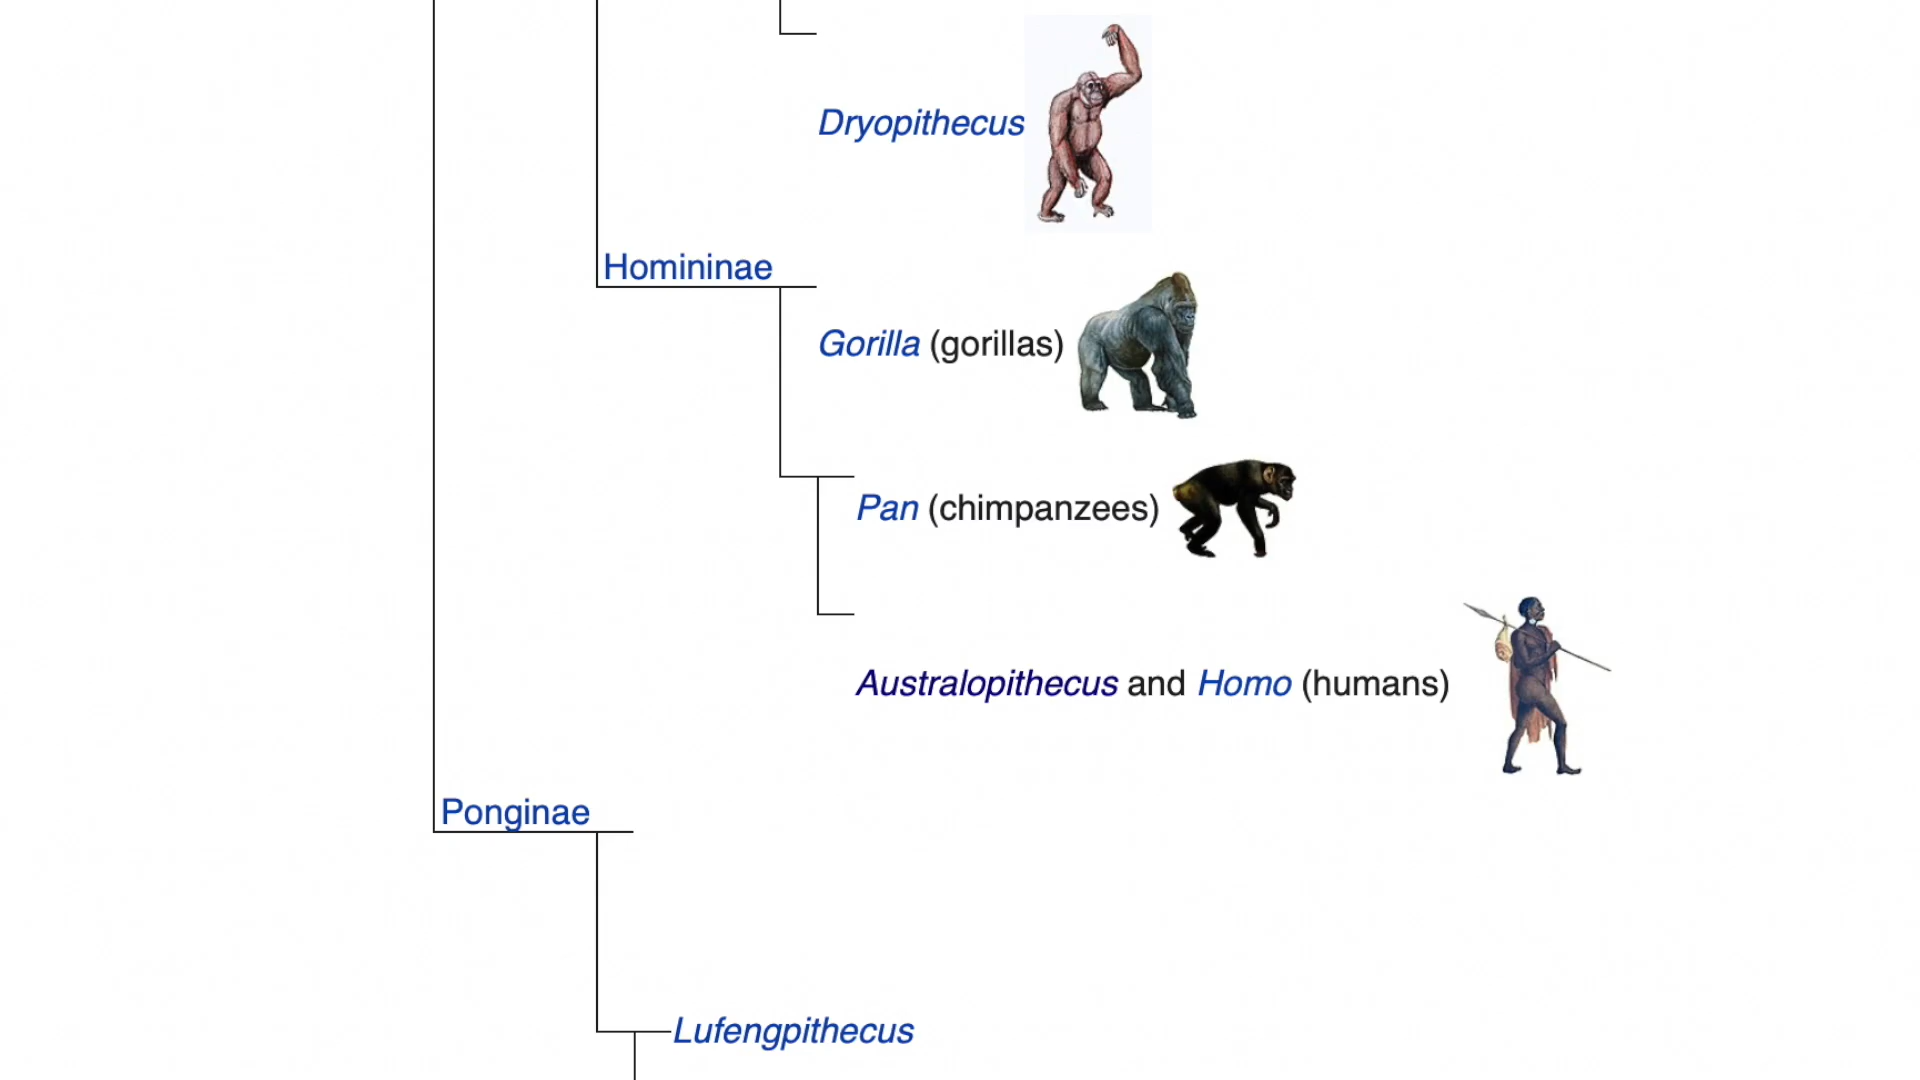 Dryopithecus
Homininae
Gorilla (gorillas)
Pan (chimpanzees)
Australopithecus and Homo (humans)
Ponginae
Lufengpithecus